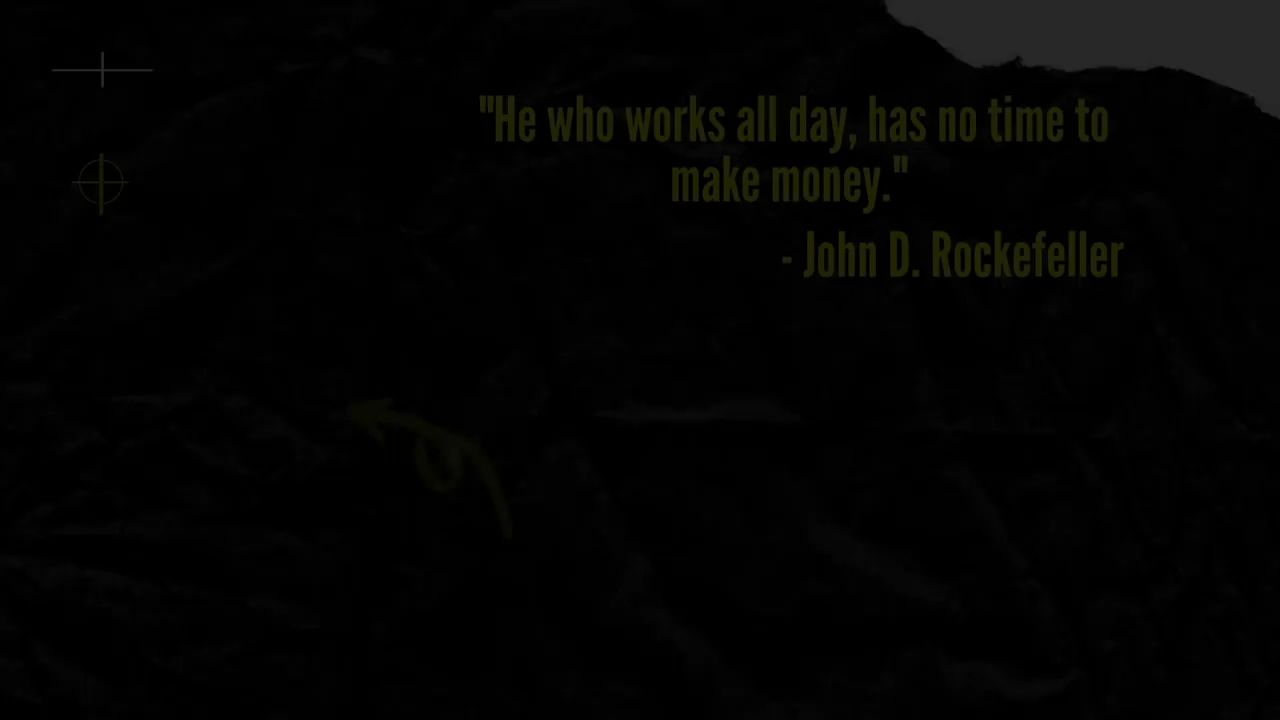 "He who works all day, has no time to
make money."
- John D. Rockefeller